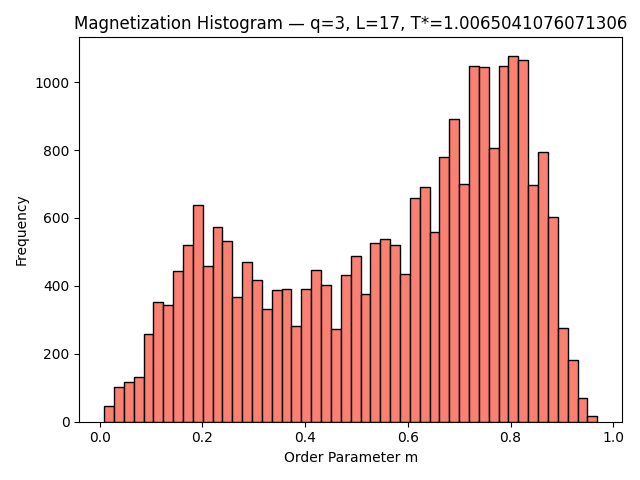 Magnetization Histogram — q=3, L=17, T*=1.0065041076071306
Frequency
1000
800
600
400
200
0
0.0 0.2 0.4 0.6 0.8 1.0
Order Parameter m